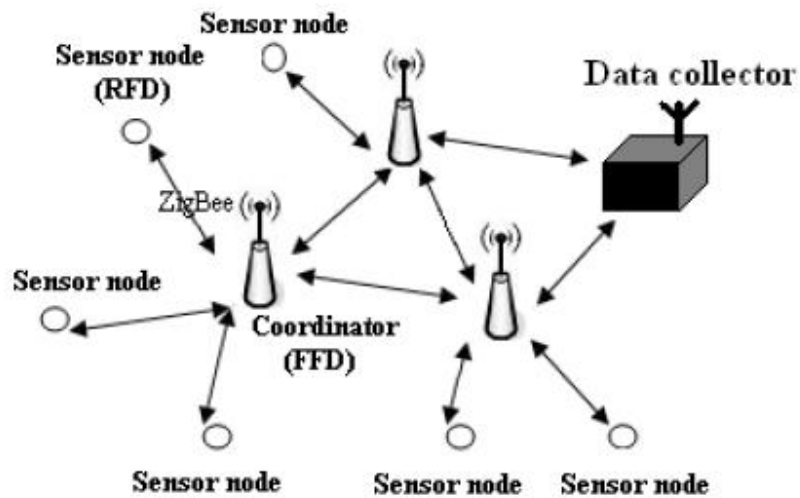 Sensor node
Sensor node
(RFD)
Data collector
ZigBee
Sensor node
Coordinator
(FFD)
Sensor node
Sensor node
Sensor node